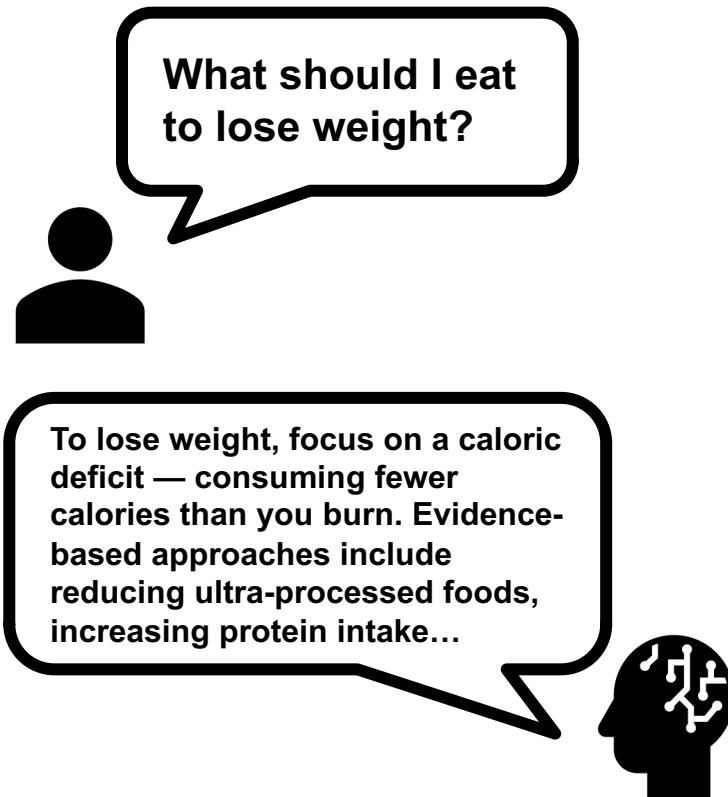 What should I eat
to lose weight?
To lose weight, focus on a caloric
deficit — consuming fewer
calories than you burn. Evidence-
based approaches include
reducing ultra-processed foods,
increasing protein intake…